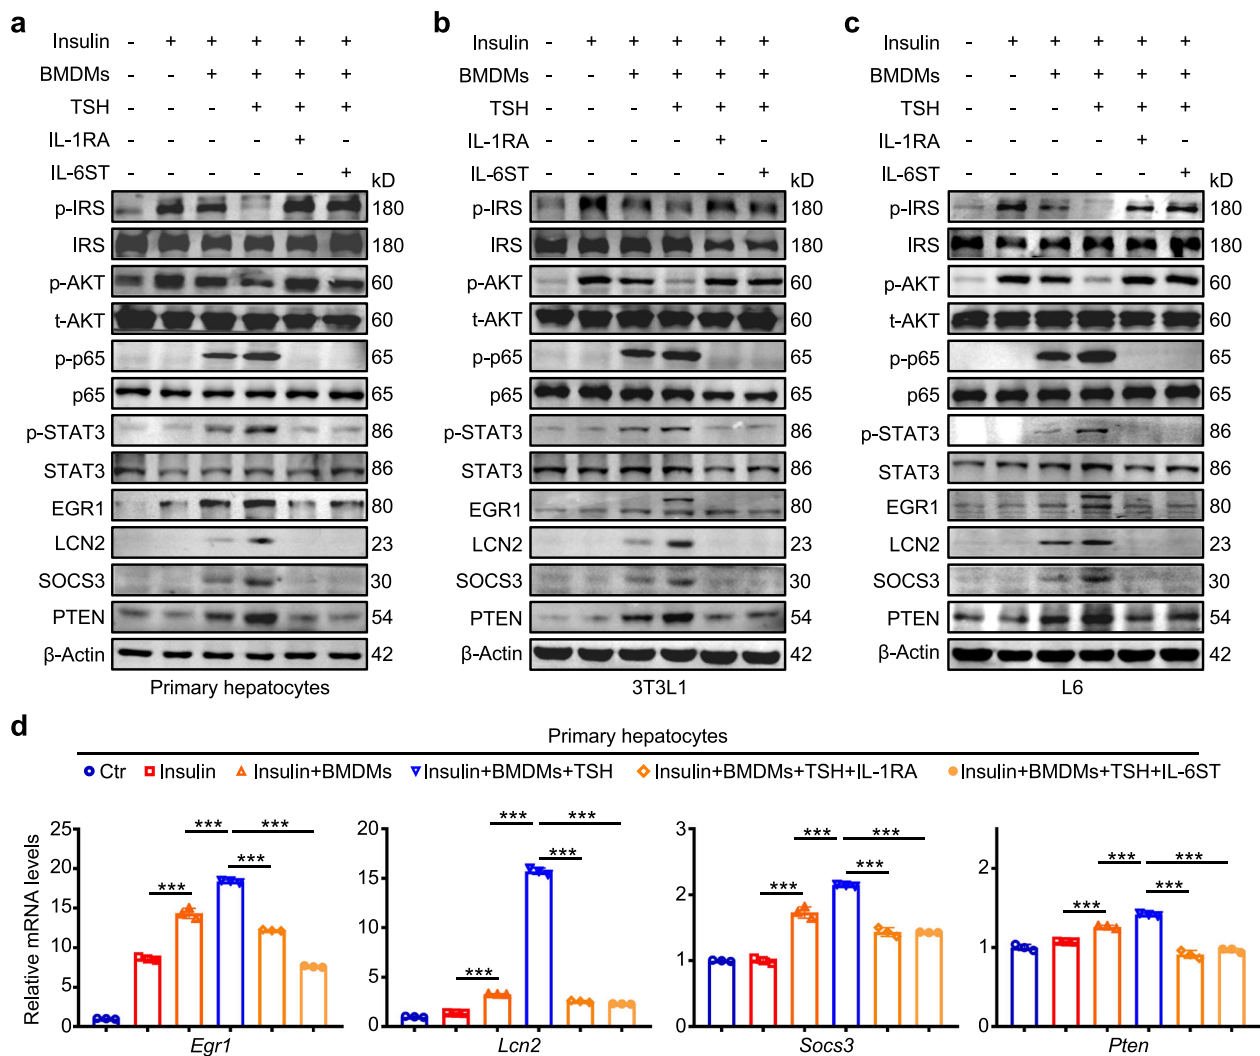 a
Insulin - + + + + +
BMDMs - - + + + +
TSH - - - + + +
IL-1RA - - - - + -
IL-6ST - - - - - +
kD
p-IRS 180
IRS 180
p-AKT 60
t-AKT 60
p-p65 65
p65 65
p-STAT3 86
STAT3 86
EGR1 80
LCN2 23
SOCS3 30
PTEN 54
β-Actin 42
Primary hepatocytes
b
Insulin - + + + + +
BMDMs - - + + + +
TSH - - - + + +
IL-1RA - - - - + -
IL-6ST - - - - - +
kD
p-IRS 180
IRS 180
p-AKT 60
t-AKT 60
p-p65 65
p65 65
p-STAT3 86
STAT3 86
EGR1 80
LCN2 23
SOCS3 30
PTEN 54
β-Actin 42
3T3L1
c
Insulin - + + + + +
BMDMs - - + + + +
TSH - - - + + +
IL-1RA - - - - + -
IL-6ST - - - - - +
kD
p-IRS 180
IRS 180
p-AKT 60
t-AKT 60
p-p65 65
p65 65
p-STAT3 86
STAT3 86
EGR1 80
LCN2 23
SOCS3 30
PTEN 54
β-Actin 42
L6
d
Primary hepatocytes
Ctr Insulin Insulin+BMDMs Insulin+BMDMs+TSH Insulin+BMDMs+TSH+IL-1RA Insulin+BMDMs+TSH+IL-6ST
Relative mRNA levels
25
20
15
10
5
0
*** *** *** ***
Egr1
20
15
10
5
0
*** *** *** ***
Lcn2
3
2
1
0
*** *** *** ***
Socs3
2
1
0
*** *** *** ***
Pten